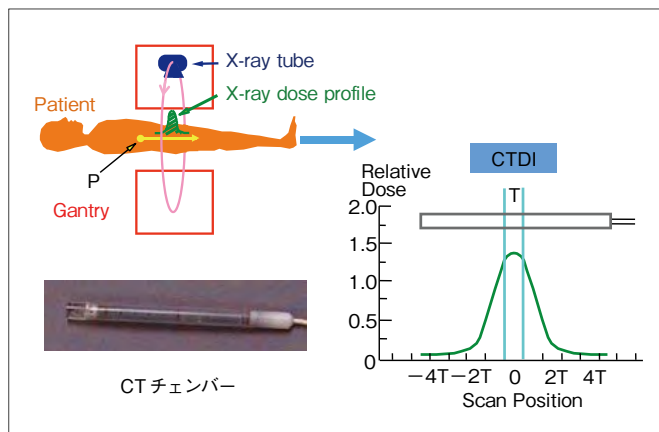 X-ray tube
X-ray dose profile
Patient
P
Gantry
CT チェンバー
CTDI
Relative
Dose
T
2.0
1.5
1.0
0.5
0
−4T −2T 0 2T 4T
Scan Position